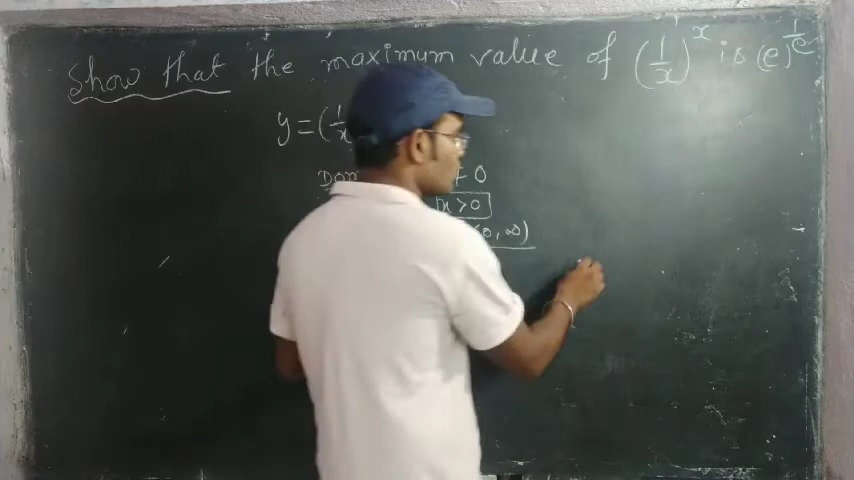 Show that the maximum value of (1/x)^x is (e)^(1/e)
y = (1/x
Dom ≠ 0
x > 0
(0, ∞)